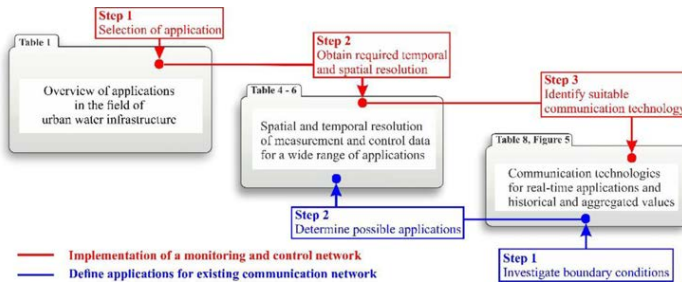 Step 1
Selection of application
Table 1
Overview of applications
in the field of
urban water infrastructure
Step 2
Obtain required temporal
and spatial resolution
Table 4 - 6
Spatial and temporal resolution
of measurement and control data
for a wide range of applications
Step 3
Identify suitable
communication technology
Table 8, Figure 5
Communication technologies
for real-time applications and
historical and aggregated values
Step 2
Determine possible applications
Step 1
Investigate boundary conditions
Implementation of a monitoring and control network
Define applications for existing communication network